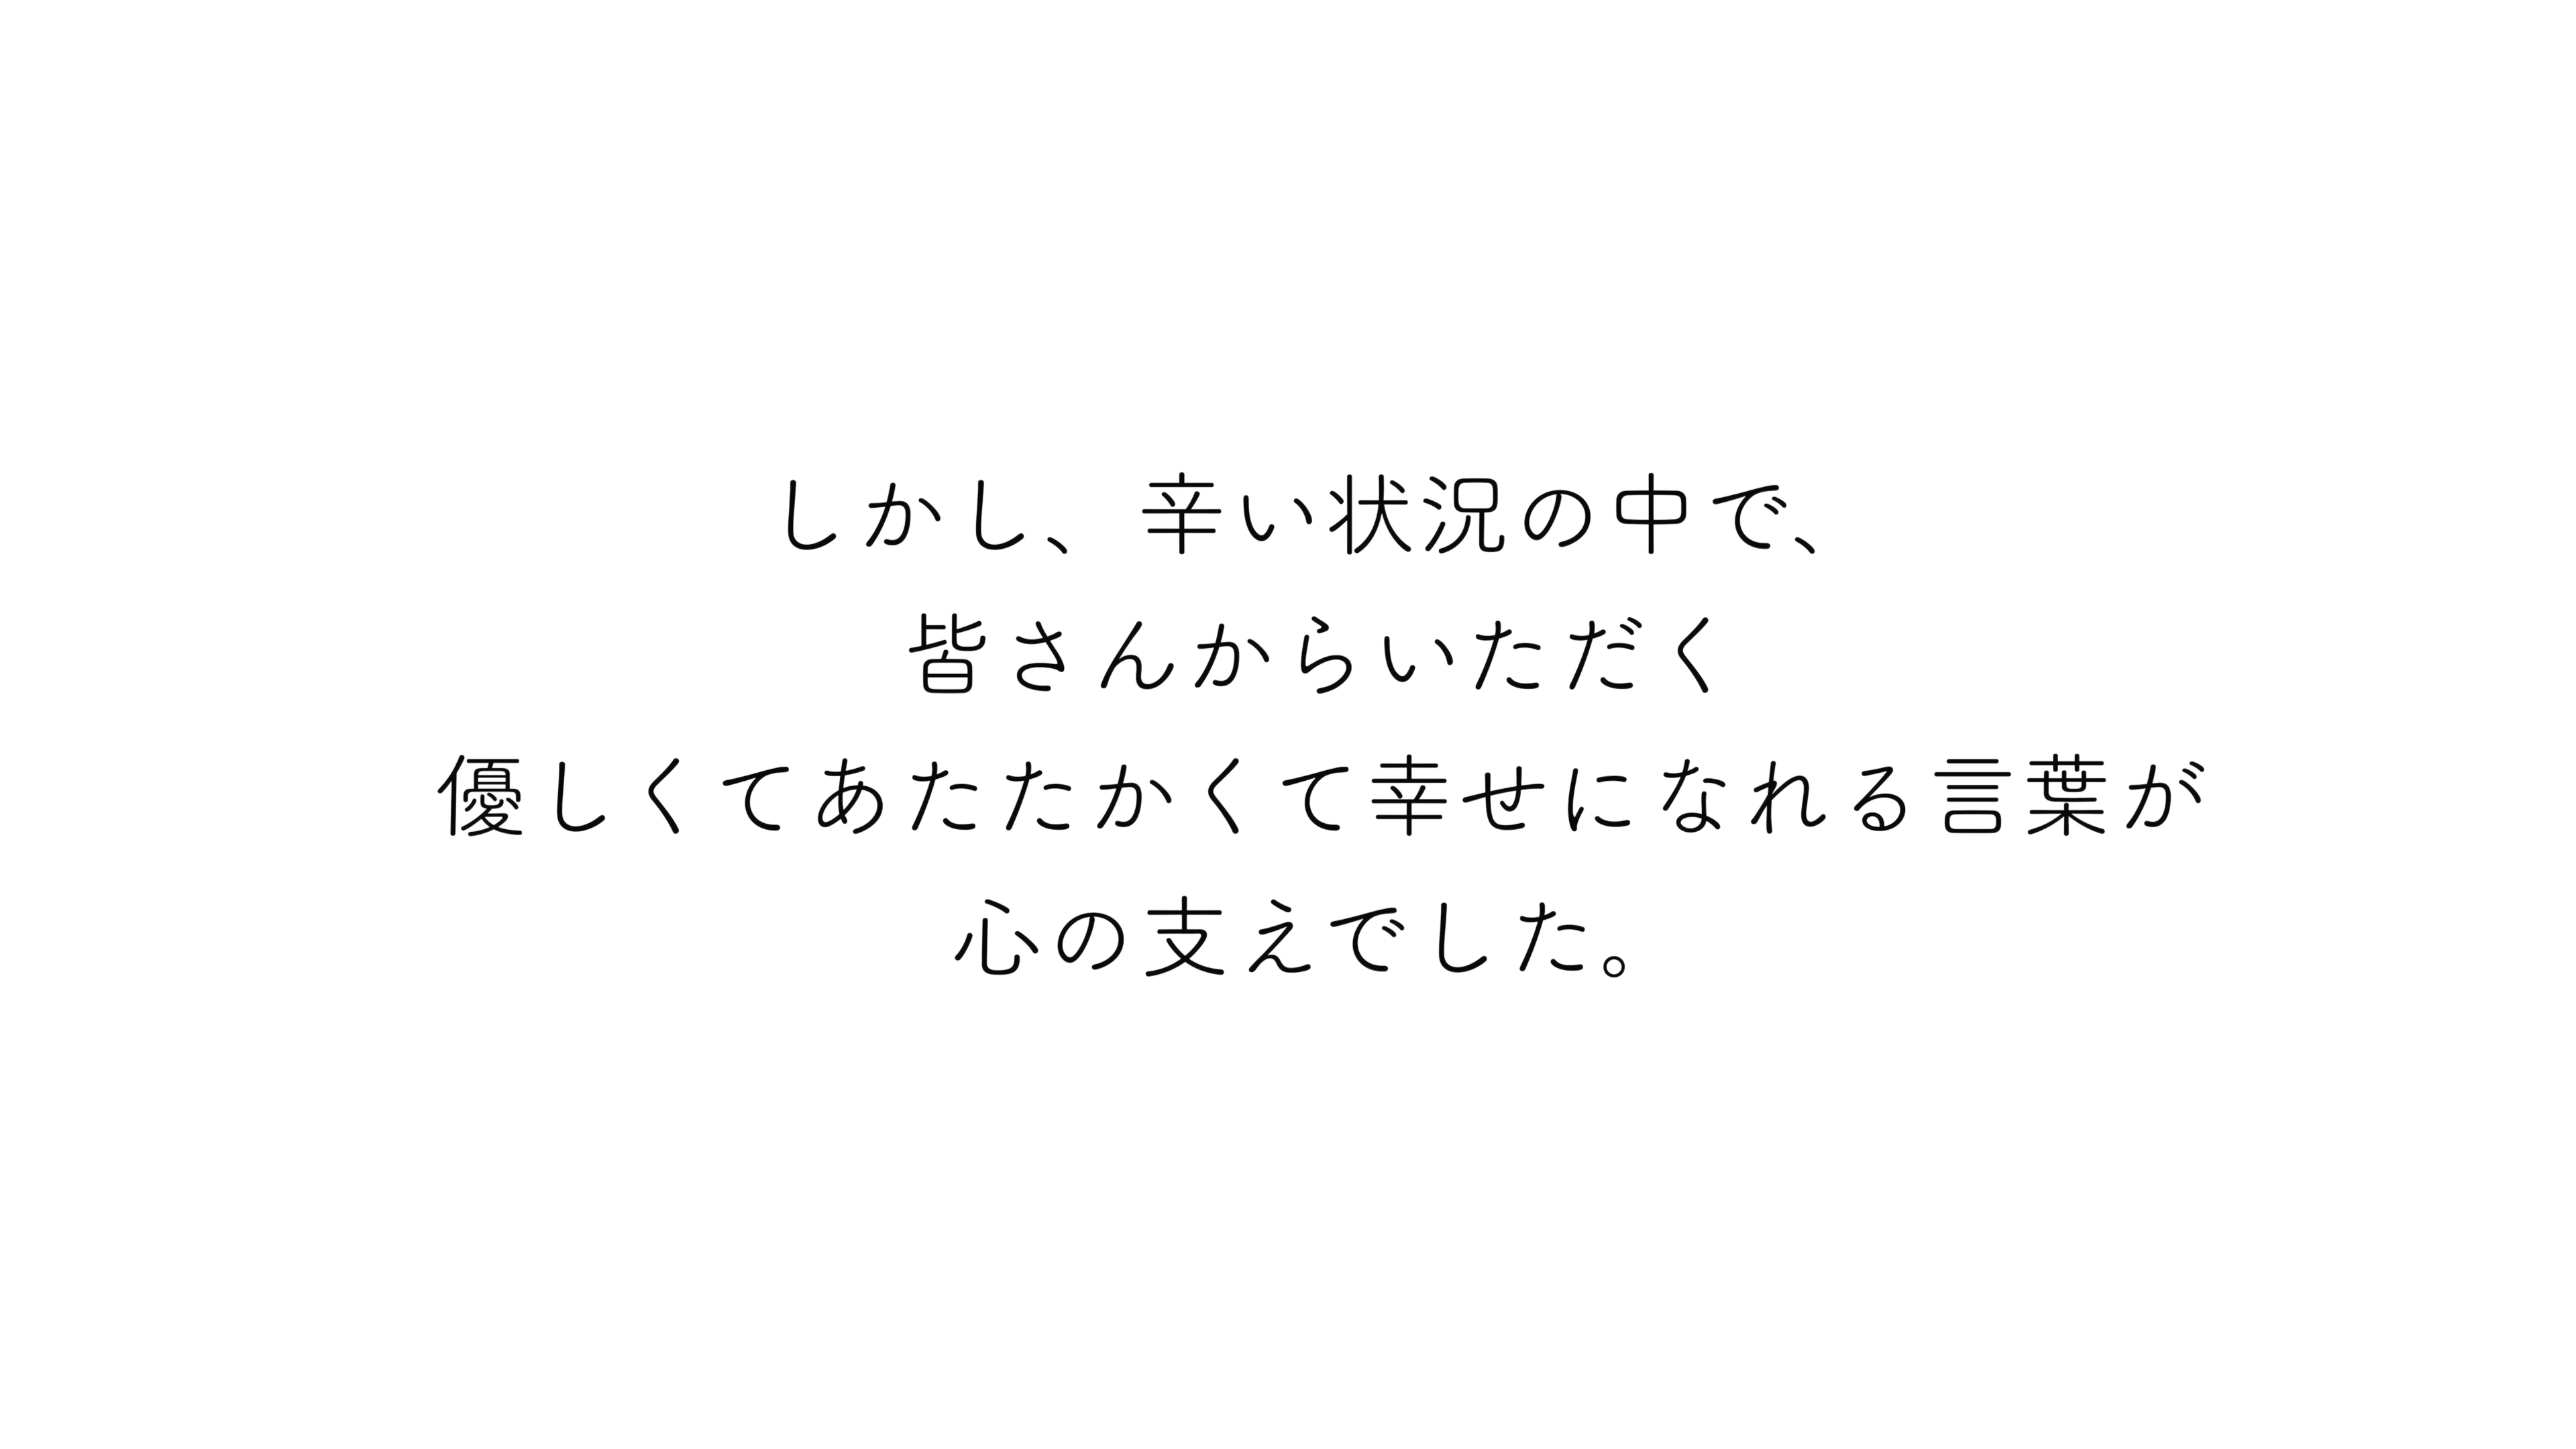 しかし、辛い状況の中で、
皆さんからいただく
優しくてあたたかくて幸せになれる言葉が
心の支えでした。